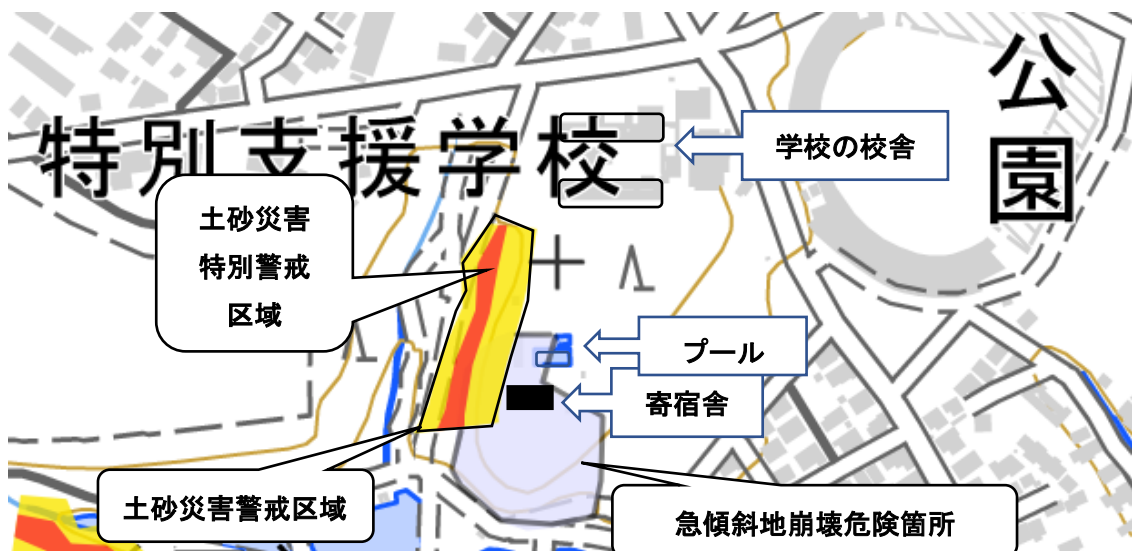 公園
特別支援学校
学校の校舎
土砂災害
特別警戒
区域
プール
寄宿舎
土砂災害警戒区域
急傾斜地崩壊危険箇所